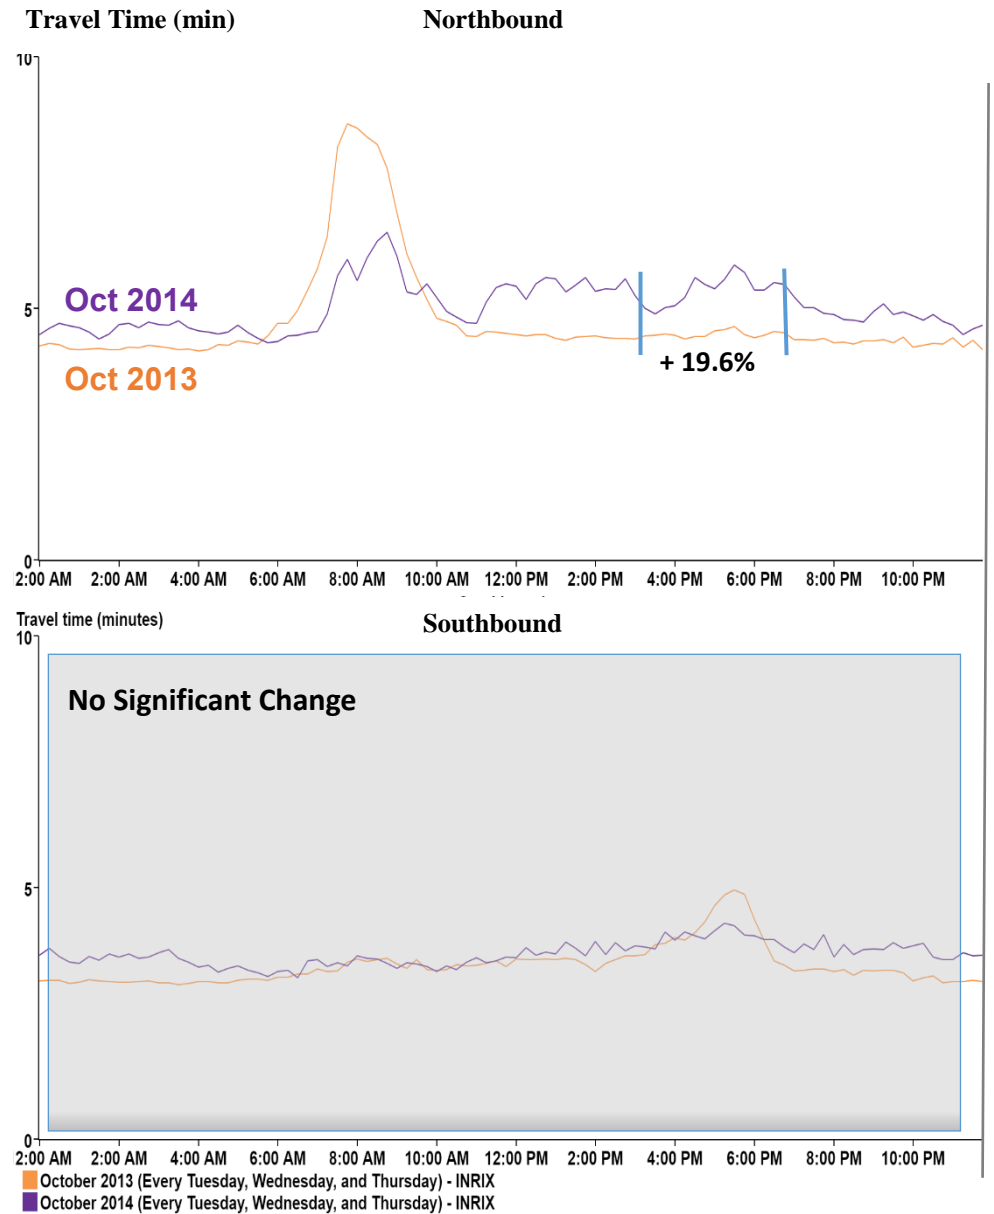 Travel Time (min) Northbound
10
5
Oct 2014
Oct 2013
+ 19.6%
0
2:00 AM 2:00 AM 4:00 AM 6:00 AM 8:00 AM 10:00 AM 12:00 PM 2:00 PM 4:00 PM 6:00 PM 8:00 PM 10:00 PM
Travel time (minutes)
Southbound
10
No Significant Change
5
0
2:00 AM 2:00 AM 4:00 AM 6:00 AM 8:00 AM 10:00 AM 12:00 PM 2:00 PM 4:00 PM 6:00 PM 8:00 PM 10:00 PM
October 2013 (Every Tuesday, Wednesday, and Thursday) - INRIX
October 2014 (Every Tuesday, Wednesday, and Thursday) - INRIX